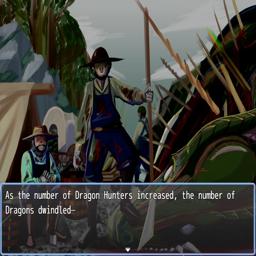 As the number of Dragon Hunters increased, the number of
Dragons dwindled-